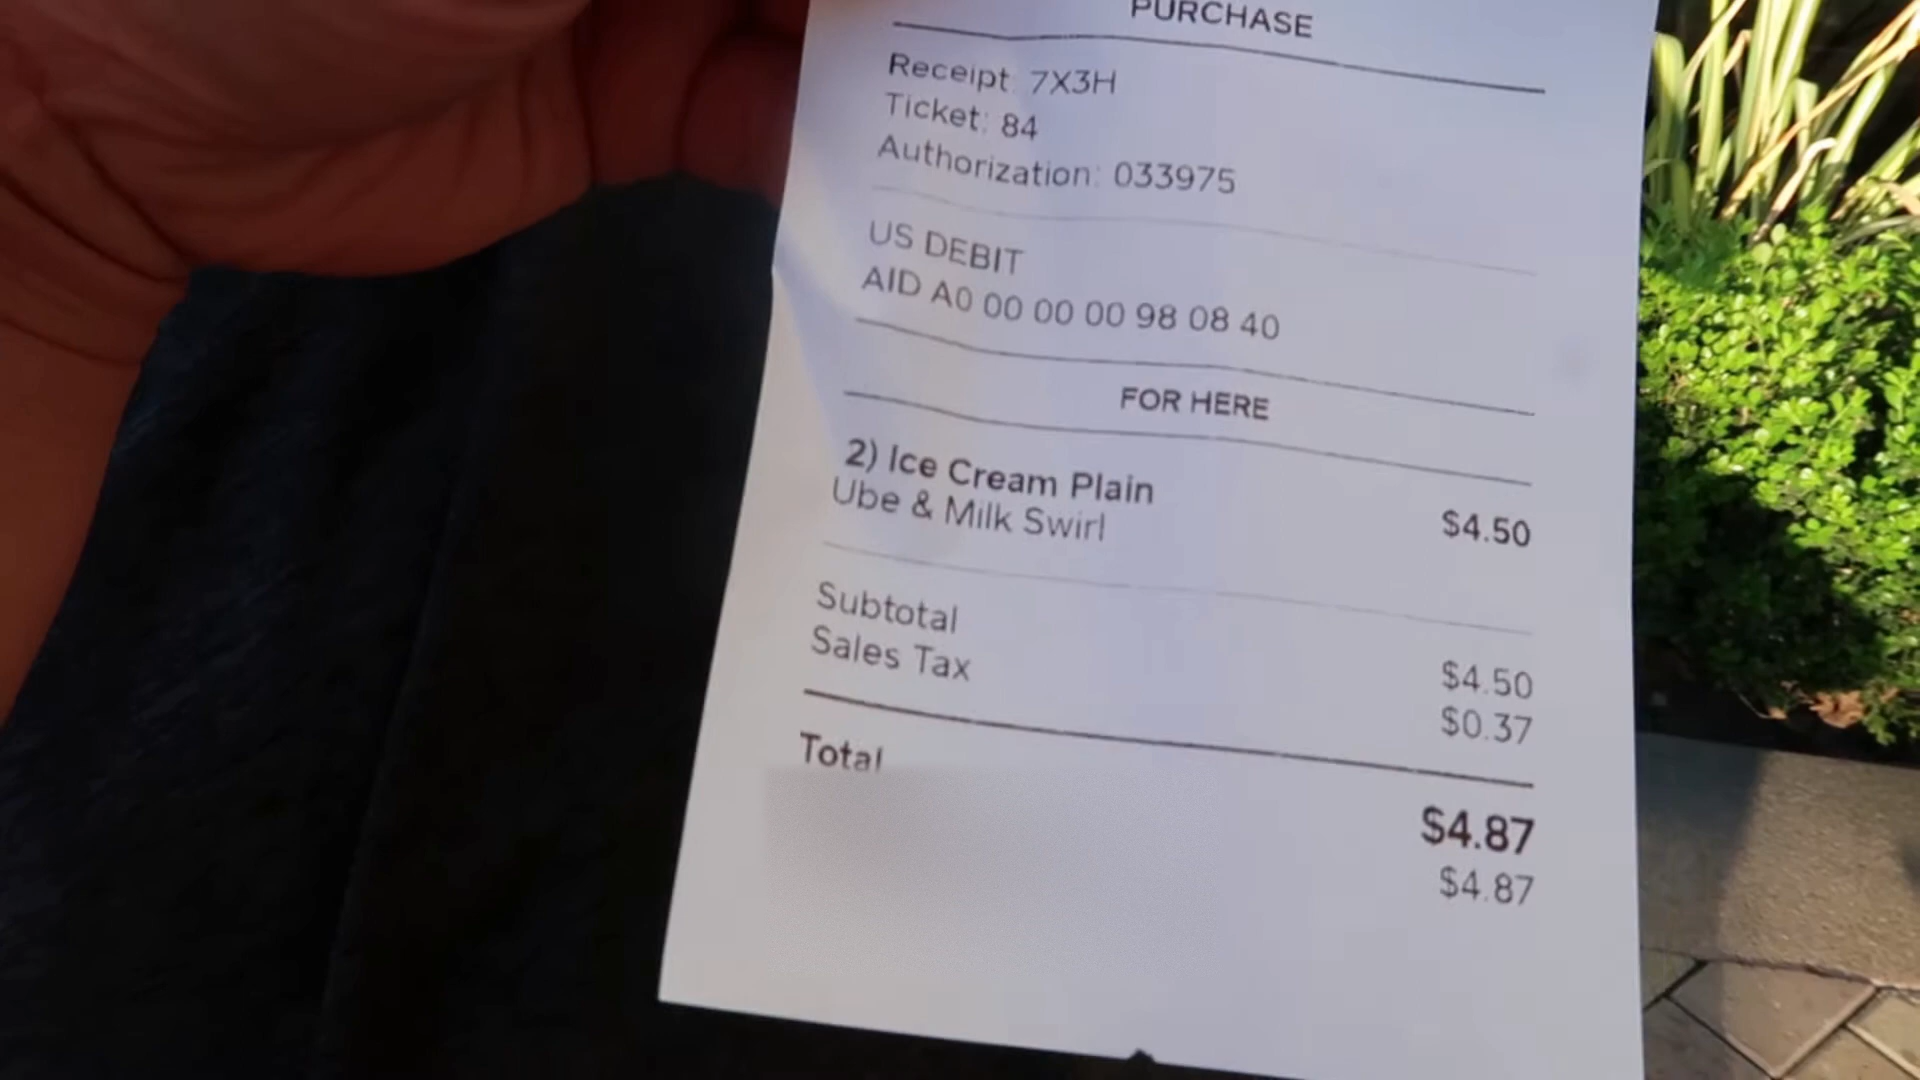 PURCHASE
Receipt: 7X3H
Ticket: 84
Authorization: 033975
US DEBIT
AID A0 00 00 00 98 08 40
FOR HERE
2) Ice Cream Plain $4.50
Ube & Milk Swirl
Subtotal $4.50
Sales Tax $0.37
Total $4.87
$4.87